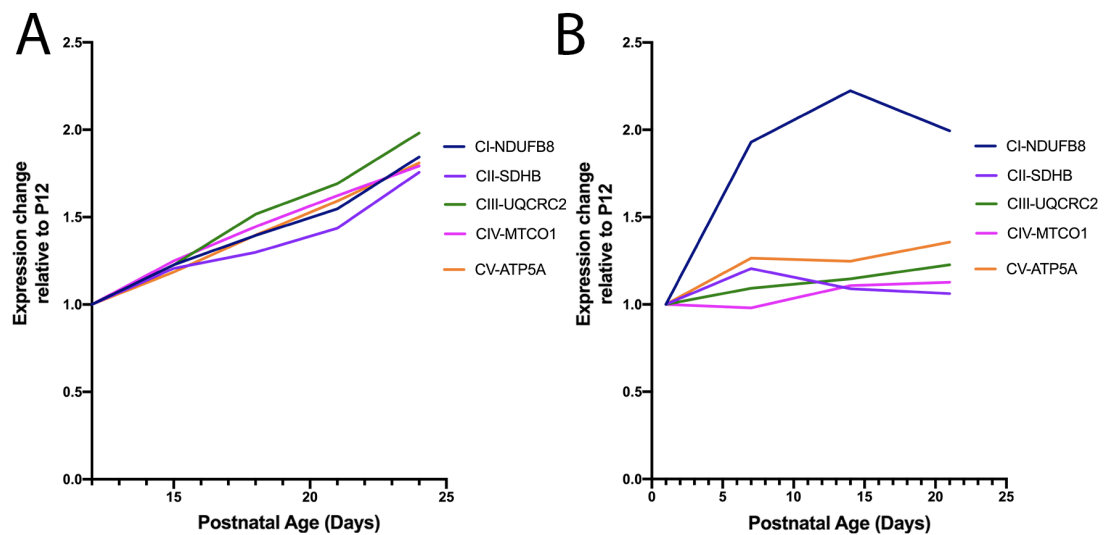 A
2.5
2.0
1.5
1.0
0.5
0.0
15
20
25
Expression change
relative to P12
Postnatal Age (Days)
CI-NDUFB8
CII-SDHB
CIII-UQCRC2
CIV-MTCO1
CV-ATP5A
B
2.5
2.0
1.5
1.0
0.5
0.0
0
5
10
15
20
25
Expression change
relative to P12
Postnatal Age (Days)
CI-NDUFB8
CII-SDHB
CIII-UQCRC2
CIV-MTCO1
CV-ATP5A